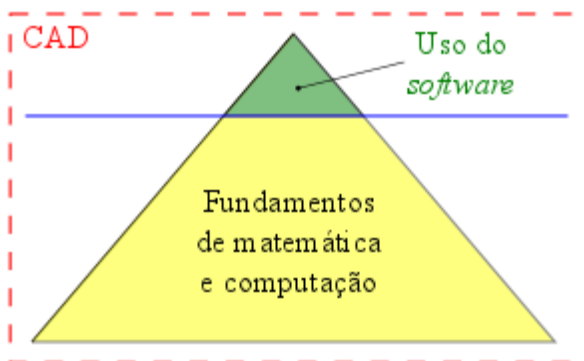 CAD
Uso do
software
Fundamentos
de matemática
e computação